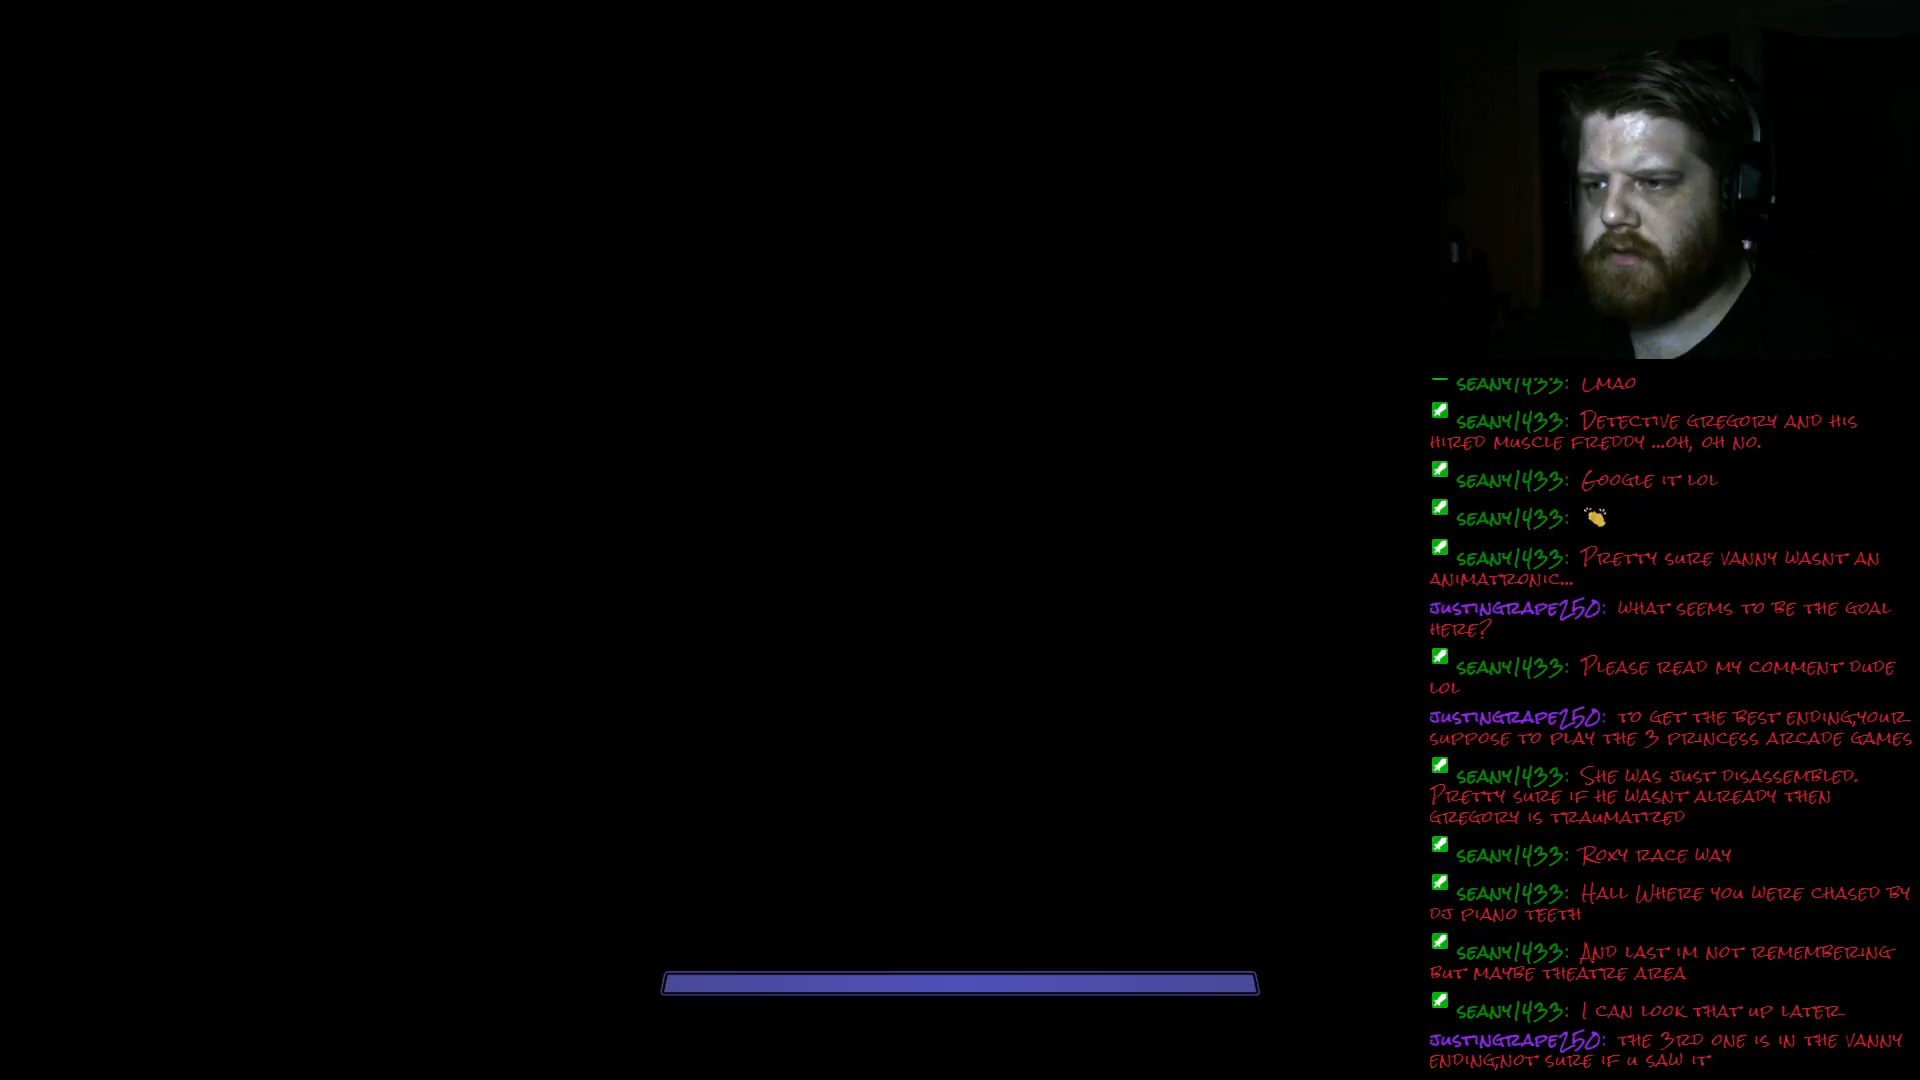 SEANY1433: LMAO
SEANY1433: DETECTIVE GREGORY AND HIS
HIRED MUSCLE FREDDY ...OH, OH NO.
SEANY1433: GOOGLE IT LOL
SEANY1433: 👏
SEANY1433: PRETTY SURE VANNY WASNT AN
ANIMATRONIC...
JUSTINGRAPE250: WHAT SEEMS TO BE THE GOAL
HERE?
SEANY1433: PLEASE READ MY COMMENT DUDE
LOL
JUSTINGRAPE250: TO GET THE BEST ENDING,YOUR
SUPPOSE TO PLAY THE 3 PRINCESS ARCADE GAMES
SEANY1433: SHE WAS JUST DISASSEMBLED.
PRETTY SURE IF HE WASNT ALREADY THEN
GREGORY IS TRAUMATIZED
SEANY1433: ROXY RACE WAY
SEANY1433: HALL WHERE YOU WERE CHASED BY
DJ PIANO TEETH
SEANY1433: AND LAST IM NOT REMEMBERING
BUT MAYBE THEATRE AREA
SEANY1433: I CAN LOOK THAT UP LATER
JUSTINGRAPE250: THE 3RD ONE IS IN THE VANNY
ENDING,NOT SURE IF U SAW IT